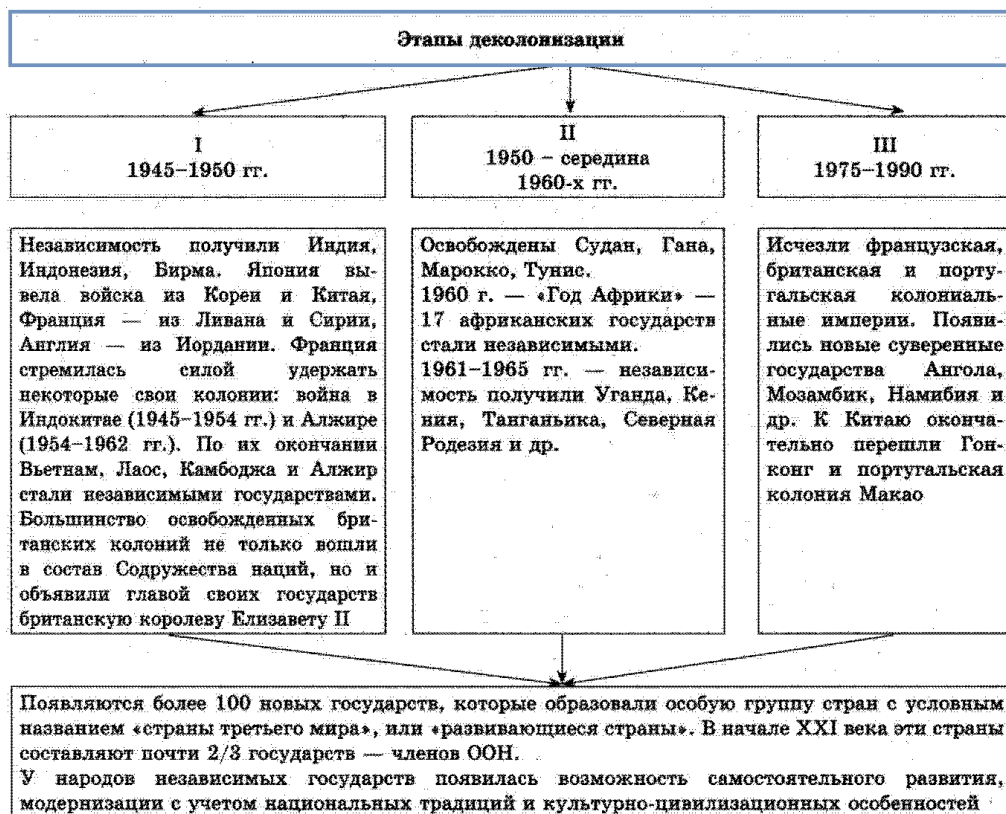 Этапы деколонизации
I
1945–1950 гг.
II
1950 – середина
1960-х гг.
III
1975–1990 гг.
Независимость получили Индия,
Индонезия, Бирма. Япония вы-
вела войска из Кореи и Китая,
Франция — из Ливана и Сирии,
Англия — из Иордании. Франция
стремилась силой удержать
некоторые свои колонии: война в
Индокитае (1945–1954 гг.) и Алжире
(1954–1962 гг.). По их окончании
Вьетнам, Лаос, Камбоджа и Алжир
стали независимыми государствами.
Большинство освобожденных бри-
танских колоний не только вошли
в состав Содружества наций, но и
объявили главой своих государств
британскую королеву Елизавету II
Освобождены Судан, Гана,
Марокко, Тунис.
1960 г. — «Год Африки» —
17 африканских государств
стали независимыми.
1961–1965 гг. — независи-
мость получили Уганда, Ке-
ния, Танганьика, Северная
Родезия и др.
Исчезли французская,
британская и порту-
гальская колониаль-
ные империи. Появи-
лись новые суверенные
государства Ангола,
Мозамбик, Намибия и
др. К Китаю оконча-
тельно перешли Гон-
конг и португальская
колония Макао
Появляются более 100 новых государств, которые образовали особую группу стран с условным
названием «страны третьего мира», или «развивающиеся страны». В начале XXI века эти страны
составляют почти 2/3 государств — членов ООН.
У народов независимых государств появилась возможность самостоятельного развития,
модернизации с учетом национальных традиций и культурно-цивилизационных особенностей